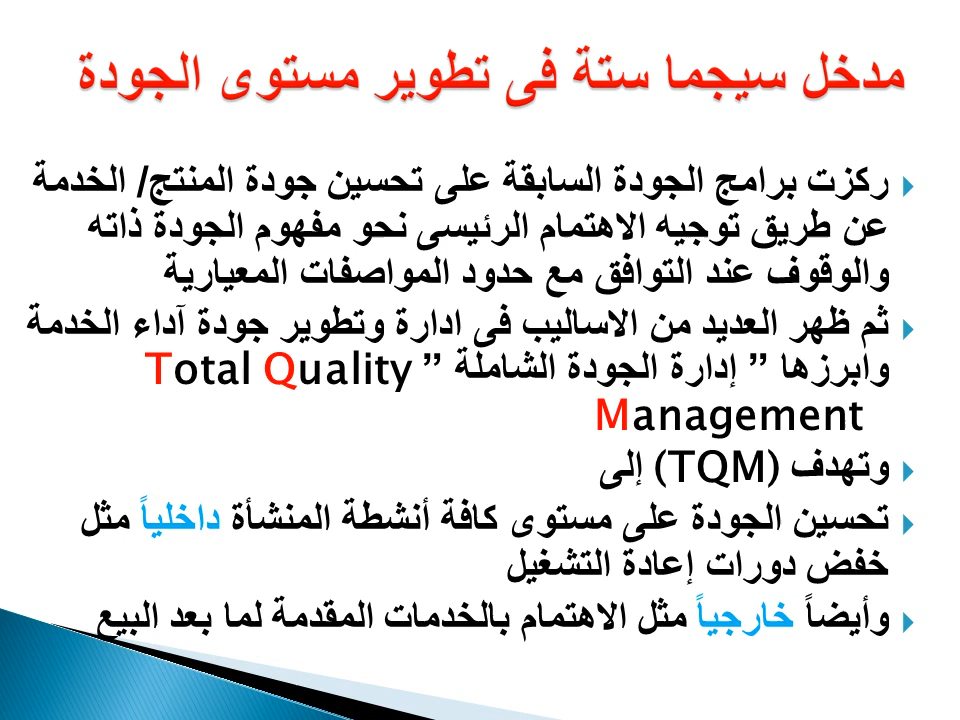 مدخل سيجما ستة فى تطوير مستوى الجودة
ركزت برامج الجودة السابقة على تحسين جودة المنتج/ الخدمة
عن طريق توجيه الاهتمام الرئيسى نحو مفهوم الجودة ذاته
والوقوف عند التوافق مع حدود المواصفات المعيارية
ثم ظهر العديد من الاساليب فى ادارة وتطوير جودة آداء الخدمة
وابرزها ” إدارة الجودة الشاملة ” Total Quality
Management
وتهدف (TQM) إلى
تحسين الجودة على مستوى كافة أنشطة المنشأة داخلياً مثل
خفض دورات إعادة التشغيل
وأيضاً خارجياً مثل الاهتمام بالخدمات المقدمة لما بعد البيع